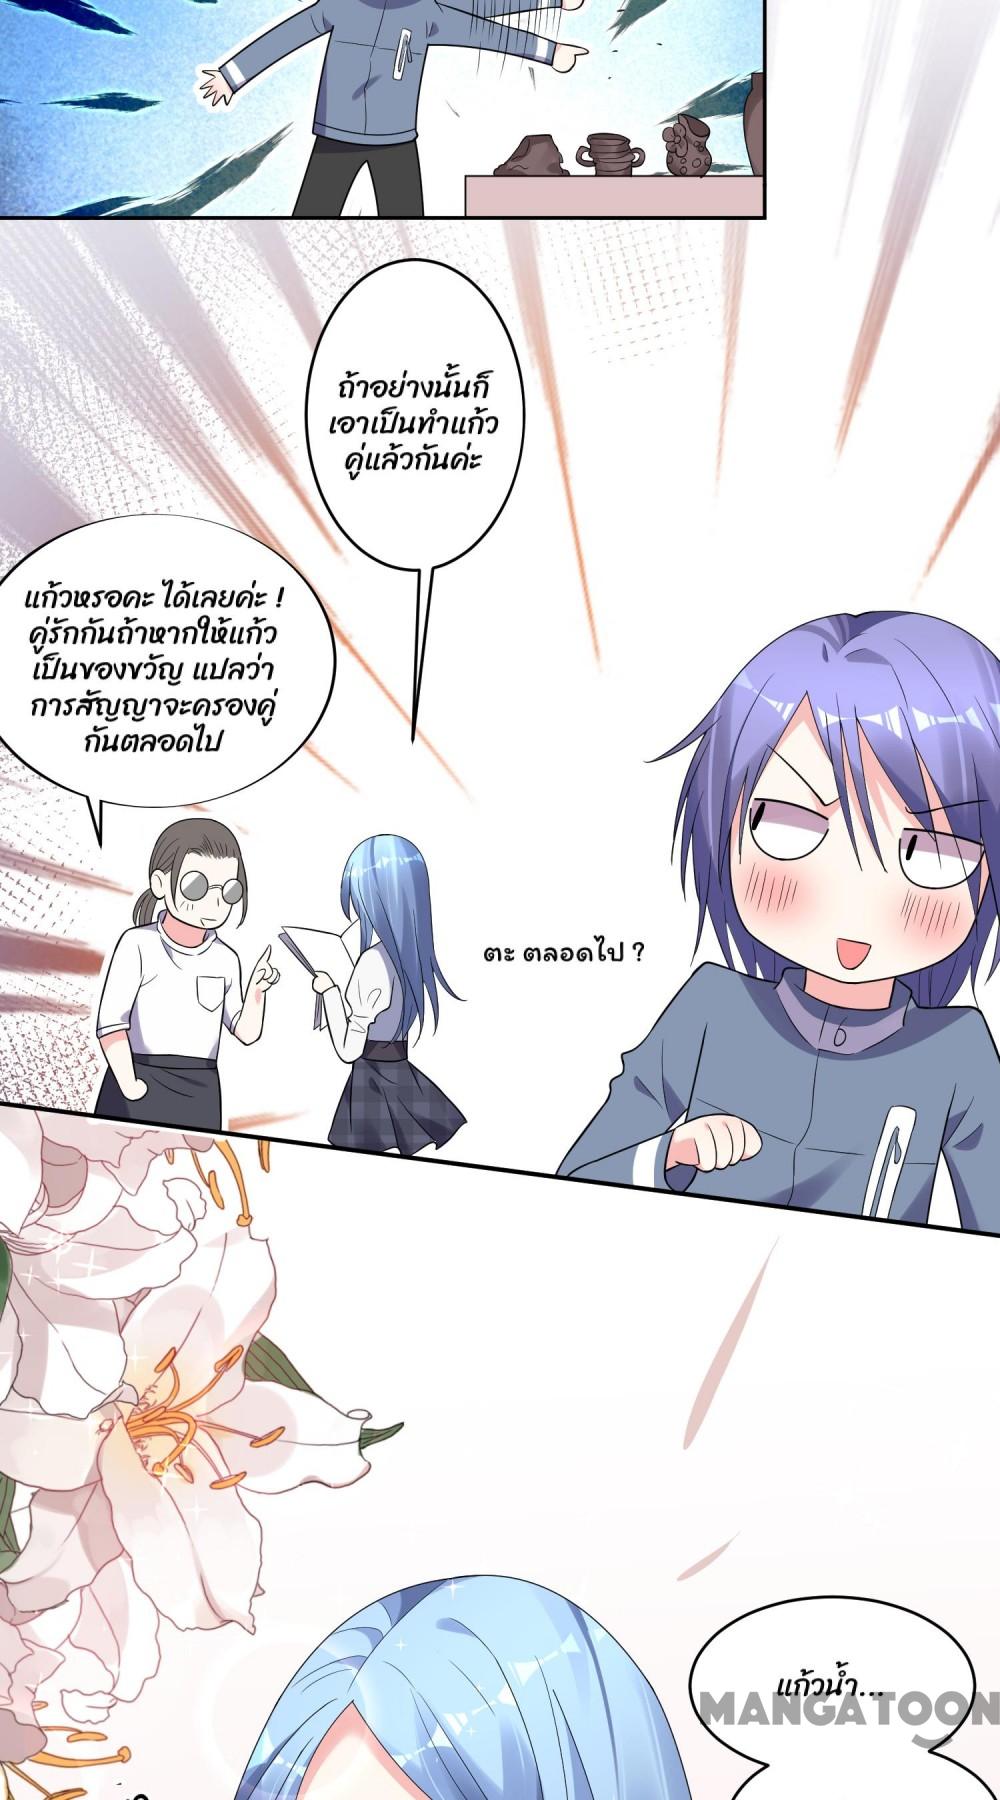 ถ้าอย่างนั้นก็
เอาเป็นทำแก้ว
คู่แล้วกันค่ะ
แก้วหรอคะ ได้เลยค่ะ !
คู่รักกันถ้าหากให้แก้ว
เป็นของขวัญ แปลว่า
การสัญญาจะครองคู่
กันตลอดไป
ตะ ตลอดไป ?
แก้วน้ำ...
MANGATOON